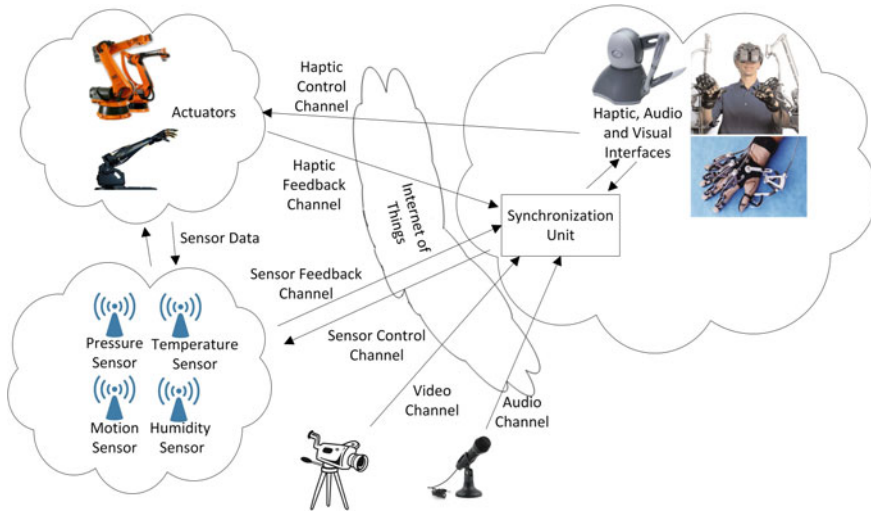 Actuators
Haptic
Control
Channel
Haptic
Feedback
Channel
Haptic, Audio
and Visual
Interfaces
Internet of
Things
Synchronization
Unit
Sensor Data
Sensor Feedback
Channel
Sensor Control
Channel
Pressure
Sensor
Temperature
Sensor
Motion
Sensor
Humidity
Sensor
Video
Channel
Audio
Channel